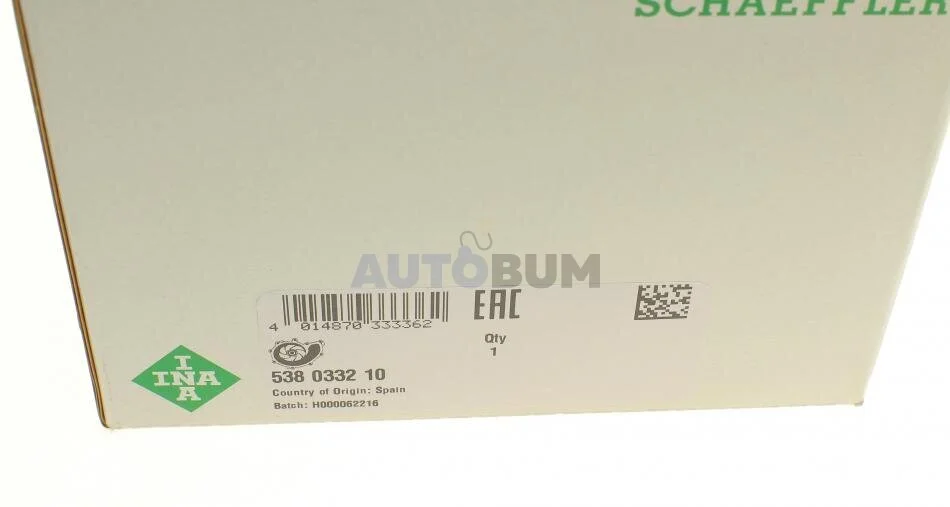 SCHAEFFLER
AUTOBUM
4 014870 333362
EAC
Qty
1
I
INA
A
538 0332 10
Country of Origin: Spain
Batch: H000062216